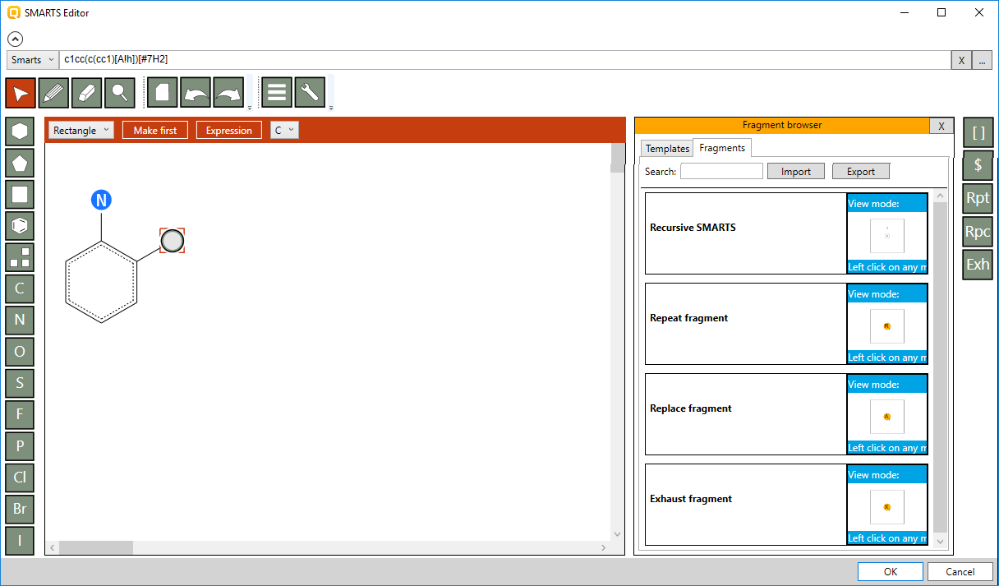 SMARTS Editor
Smarts c1cc(c(cc1)[A!h])[#7H2] X ...
Rectangle Make first Expression C
Fragment browser X
Templates Fragments
Search: Import Export
Recursive SMARTS
View mode:
Left click on any m
Repeat fragment
View mode:
R
Left click on any m
Replace fragment
View mode:
A
Left click on any m
Exhaust fragment
View mode:
X
Left click on any m
[ ]
$
Rpt
Rpc
Exh
C
N
O
S
F
P
Cl
Br
I
N
OK Cancel